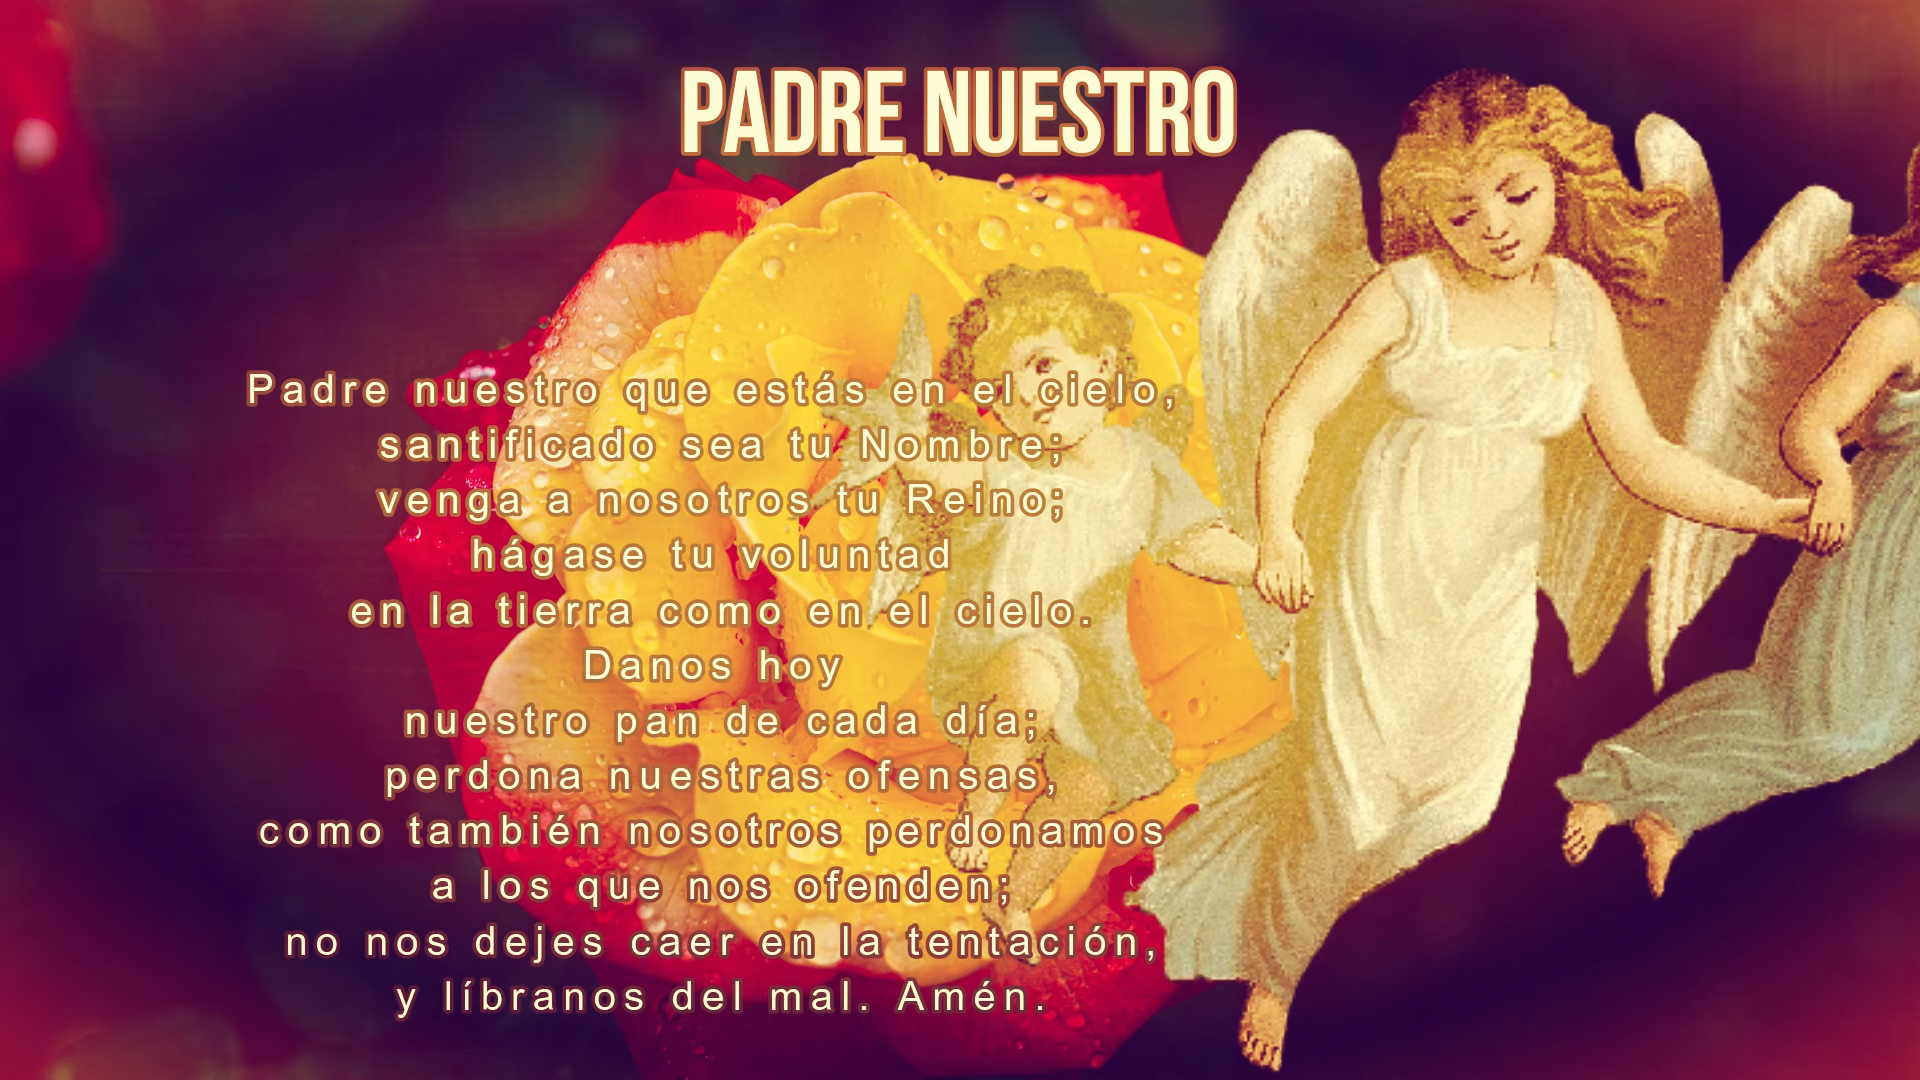 PADRE NUESTRO
Padre nuestro que estás en el cielo,
santificado sea tu Nombre;
venga a nosotros tu Reino;
hágase tu voluntad
en la tierra como en el cielo.
Danos hoy
nuestro pan de cada día;
perdona nuestras ofensas,
como también nosotros perdonamos
a los que nos ofenden;
no nos dejes caer en la tentación,
y líbranos del mal. Amén.